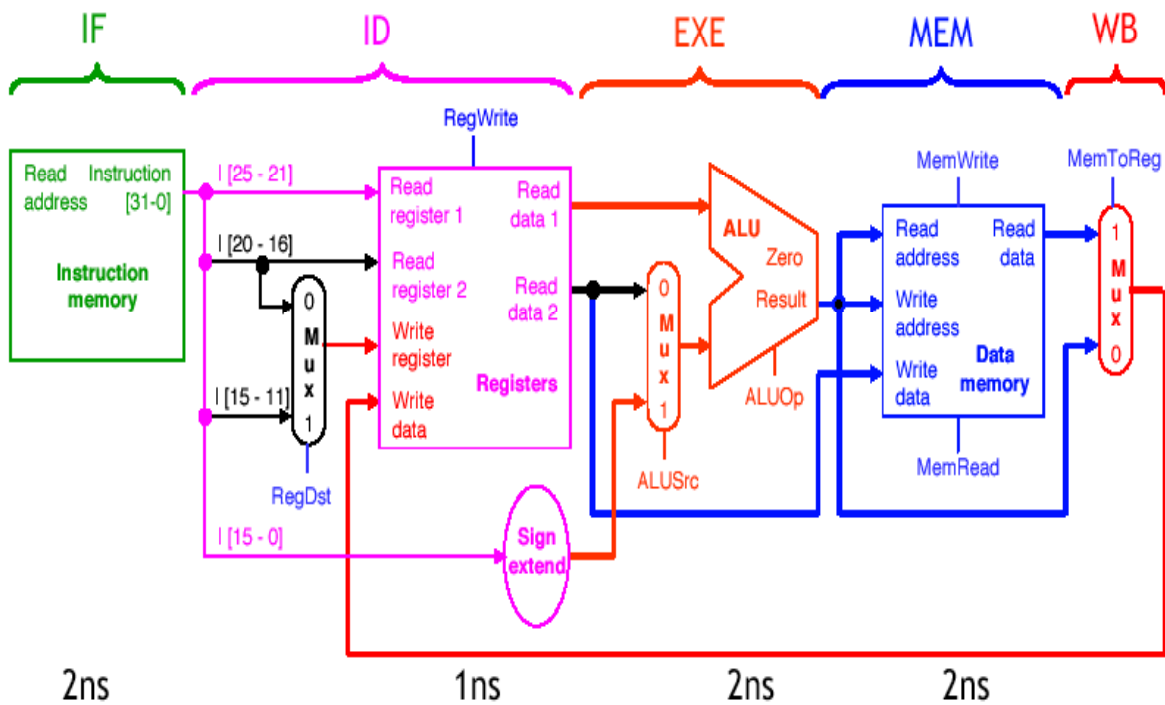 IF
ID
EXE
MEM
WB
RegWrite
MemWrite
MemToReg
Read Instruction
address [31-0]
Instruction
memory
I [25 - 21]
I [20 - 16]
I [15 - 11]
I [15 - 0]
0
Mux
1
RegDst
Read
register 1
Read
data 1
Read
register 2
Read
data 2
Write
register
Registers
Write
data
Sign
extend
0
Mux
1
ALUSrc
ALU
Zero
Result
ALUOp
Read
address
Read
data
Write
address
Write
data
Data
memory
MemRead
1
Mux
0
2ns
1ns
2ns
2ns